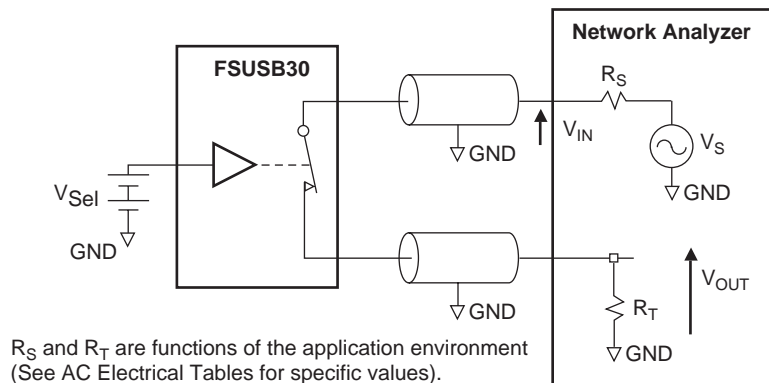 Network Analyzer
FSUSB30
R_S
GND
V_IN
V_S
GND
V_Sel
GND
GND
V_OUT
R_T
GND
R_S and R_T are functions of the application environment
(See AC Electrical Tables for specific values).